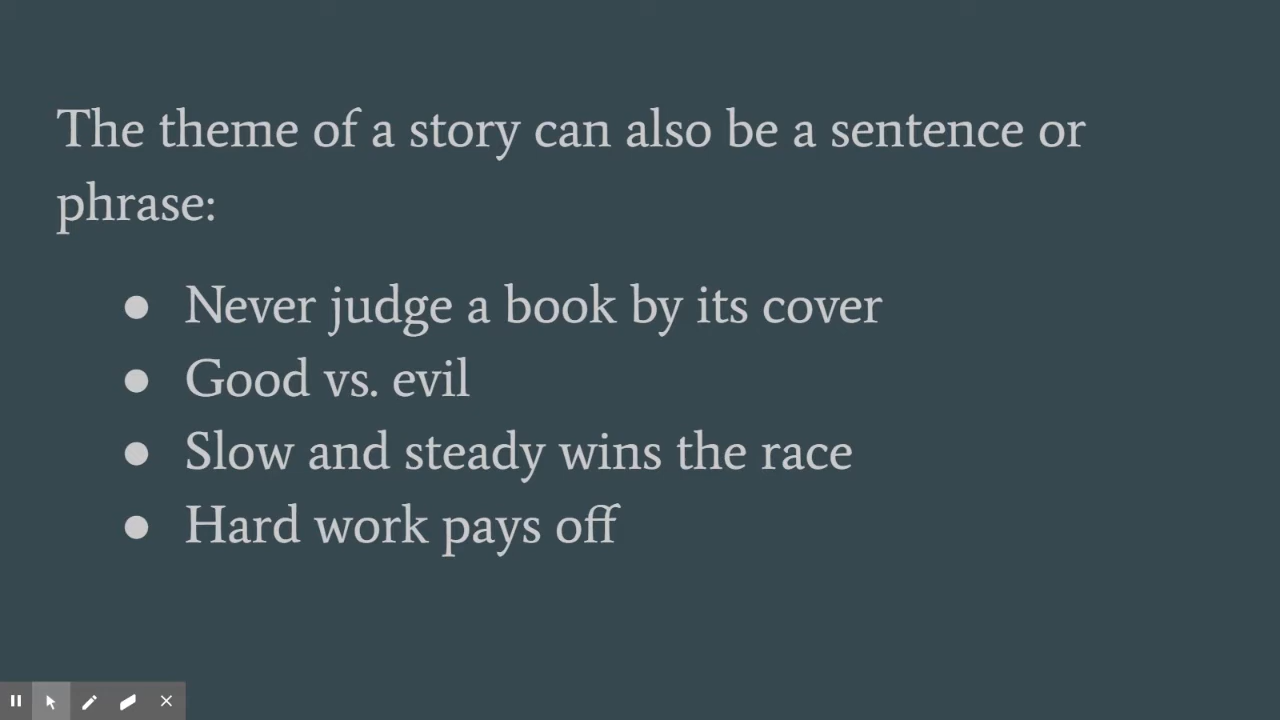 The theme of a story can also be a sentence or
phrase:
● Never judge a book by its cover
● Good vs. evil
● Slow and steady wins the race
● Hard work pays off